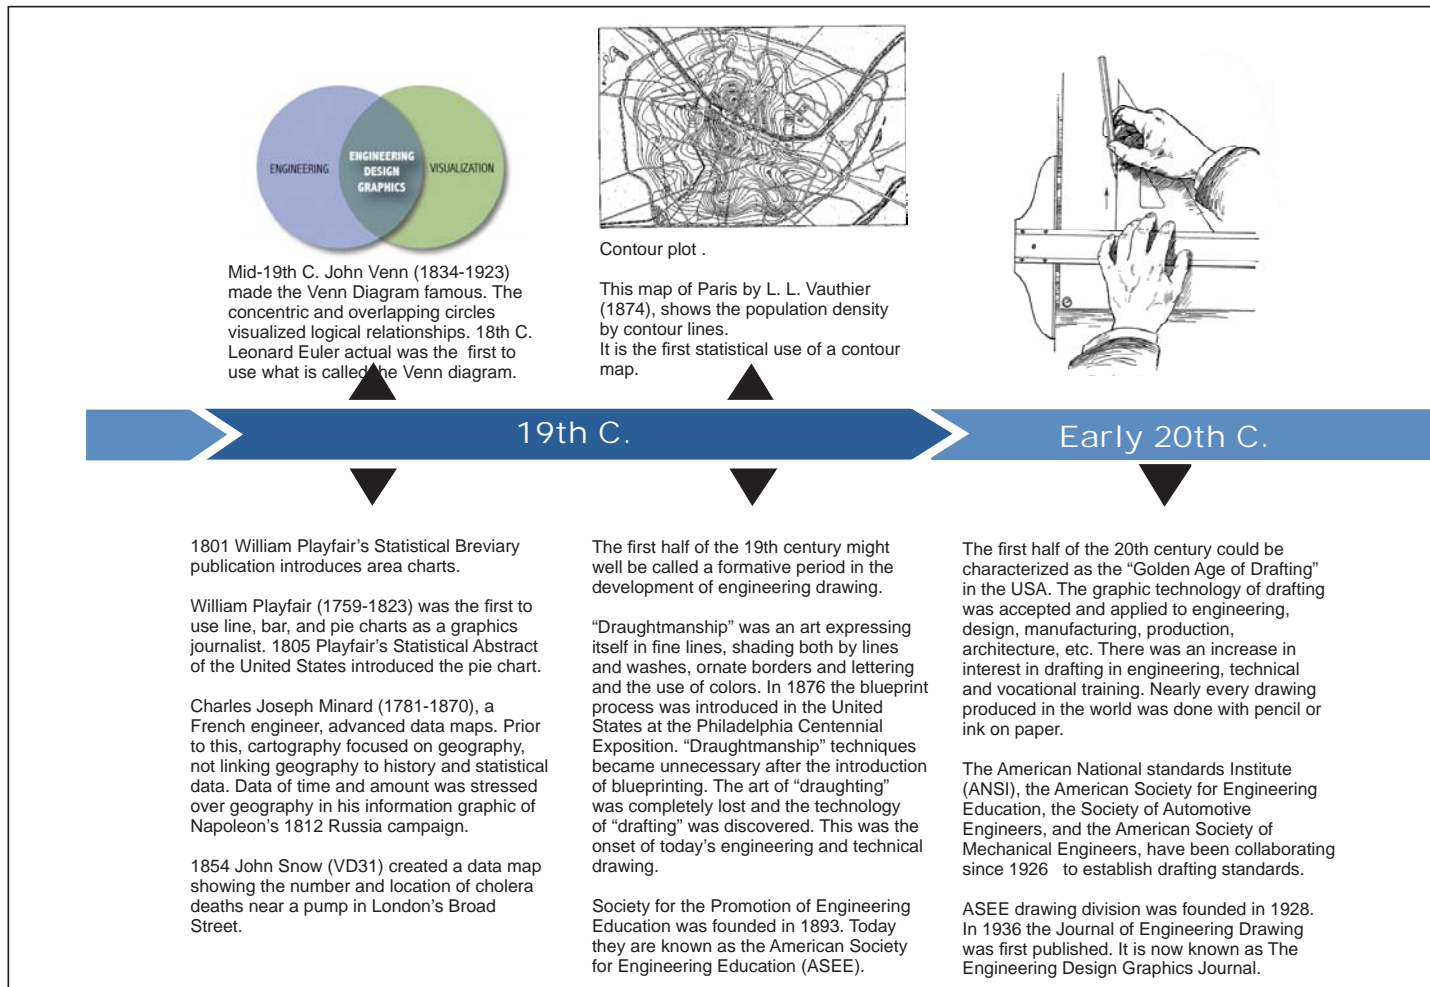 ENGINEERING
ENGINEERING
DESIGN
GRAPHICS
VISUALIZATION
Mid-19th C. John Venn (1834-1923)
made the Venn Diagram famous. The
concentric and overlapping circles
visualized logical relationships. 18th C.
Leonard Euler actual was the first to
use what is called the Venn diagram.
Contour plot .
This map of Paris by L. L. Vauthier
(1874), shows the population density
by contour lines.
It is the first statistical use of a contour
map.
19th C.
Early 20th C.
1801 William Playfair’s Statistical Breviary
publication introduces area charts.
William Playfair (1759-1823) was the first to
use line, bar, and pie charts as a graphics
journalist. 1805 Playfair’s Statistical Abstract
of the United States introduced the pie chart.
Charles Joseph Minard (1781-1870), a
French engineer, advanced data maps. Prior
to this, cartography focused on geography,
not linking geography to history and statistical
data. Data of time and amount was stressed
over geography in his information graphic of
Napoleon’s 1812 Russia campaign.
1854 John Snow (VD31) created a data map
showing the number and location of cholera
deaths near a pump in London’s Broad
Street.
The first half of the 19th century might
well be called a formative period in the
development of engineering drawing.
“Draughtmanship” was an art expressing
itself in fine lines, shading both by lines
and washes, ornate borders and lettering
and the use of colors. In 1876 the blueprint
process was introduced in the United
States at the Philadelphia Centennial
Exposition. “Draughtmanship” techniques
became unnecessary after the introduction
of blueprinting. The art of “draughting”
was completely lost and the technology
of “drafting” was discovered. This was the
onset of today’s engineering and technical
drawing.
Society for the Promotion of Engineering
Education was founded in 1893. Today
they are known as the American Society
for Engineering Education (ASEE).
The first half of the 20th century could be
characterized as the “Golden Age of Drafting”
in the USA. The graphic technology of drafting
was accepted and applied to engineering,
design, manufacturing, production,
architecture, etc. There was an increase in
interest in drafting in engineering, technical
and vocational training. Nearly every drawing
produced in the world was done with pencil or
ink on paper.
The American National standards Institute
(ANSI), the American Society for Engineering
Education, the Society of Automotive
Engineers, and the American Society of
Mechanical Engineers, have been collaborating
since 1926 to establish drafting standards.
ASEE drawing division was founded in 1928.
In 1936 the Journal of Engineering Drawing
was first published. It is now known as The
Engineering Design Graphics Journal.